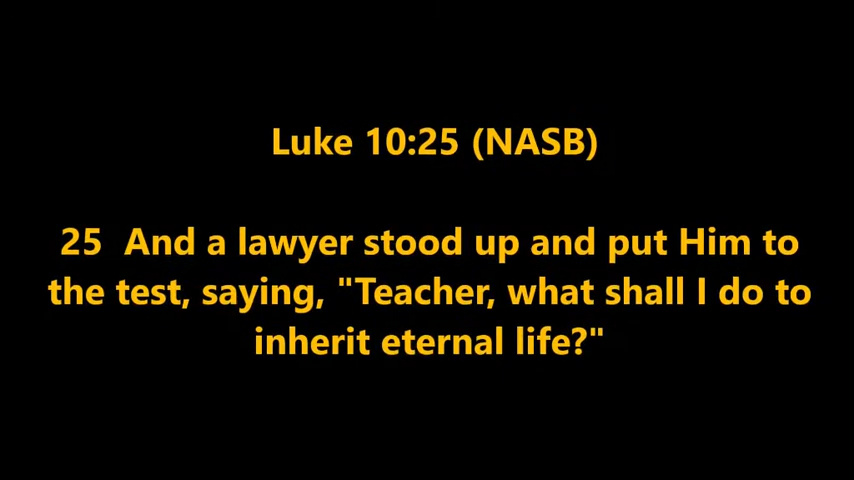 Luke 10:25 (NASB)
25  And a lawyer stood up and put Him to
the test, saying, "Teacher, what shall I do to
inherit eternal life?"